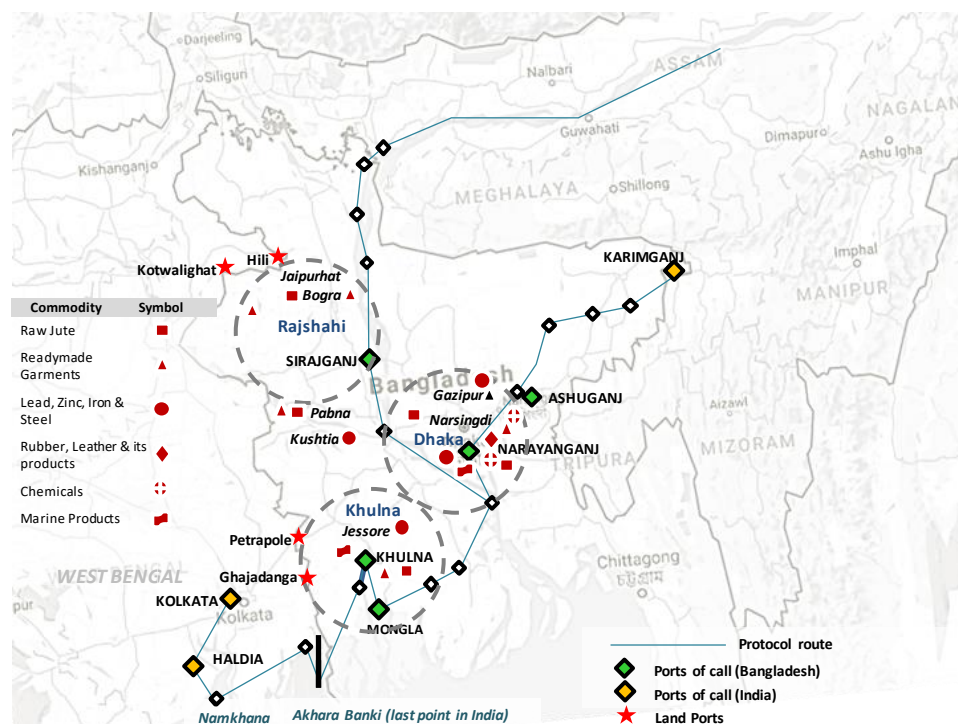 Darjeeling
Siliguri
ASSAM
Nalbari
NAGALAN
Guwahati
Dimapur
Kishanganj
Ashu Igha
MEGHALAYA
Shillong
Imphal
KARIMGANJ
Hili
Kotwalighat
Jaipurhat
MANIPUR
Bogra
Commodity Symbol
Raw Jute
Readymade
Garments
Lead, Zinc, Iron &
Steel
Rubber, Leather & its
products
Chemicals
Marine Products
Rajshahi
SIRAJGANJ
Bangladesh
Gazipur
ASHUGANJ
Aizawl
Pabna
Narsingdi
Kushtia
Dhaka
NARAYANGANJ
MIZORAM
TRIPURA
Khulna
Jessore
Petrapole
KHULNA
Chittagong
চট্টগ্রাম
WEST BENGAL
Ghajadanga
pur
KOLKATA
Kolkata
MONGLA
HALDIA
Protocol route
Ports of call (Bangladesh)
Ports of call (India)
Land Ports
Namkhana
Akhara Banki (last point in India)